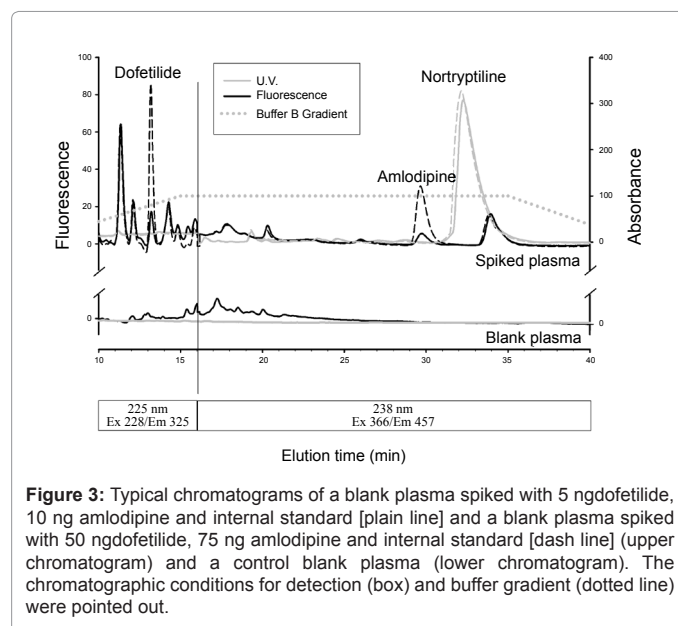 100
80
60
40
20
0
0
Fluorescence
Dofetilide
U.V.
Fluorescence
Buffer B Gradient
Nortryptiline
Amlodipine
400
300
200
100
0
0
Absorbance
Spiked plasma
Blank plasma
10 15 20 25 30 35 40
225 nm
Ex 228/Em 325
238 nm
Ex 366/Em 457
Elution time (min)
Figure 3: Typical chromatograms of a blank plasma spiked with 5 ngdofetilide,
10 ng amlodipine and internal standard [plain line] and a blank plasma spiked
with 50 ngdofetilide, 75 ng amlodipine and internal standard [dash line] (upper
chromatogram) and a control blank plasma (lower chromatogram). The
chromatographic conditions for detection (box) and buffer gradient (dotted line)
were pointed out.